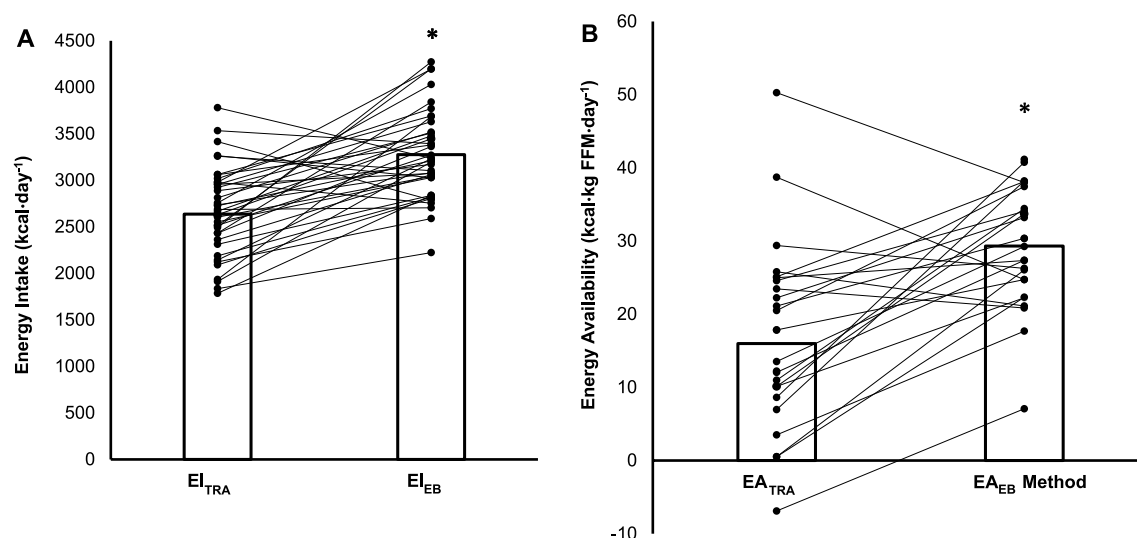 A
*
Energy Intake (kcal·day⁻¹)
4500
4000
3500
3000
2500
2000
1500
1000
500
0
EI_TRA
EI_EB
B
*
Energy Availability (kcal·kg FFM·day⁻¹)
60
50
40
30
20
10
0
-10
EA_TRA
EA_EB Method